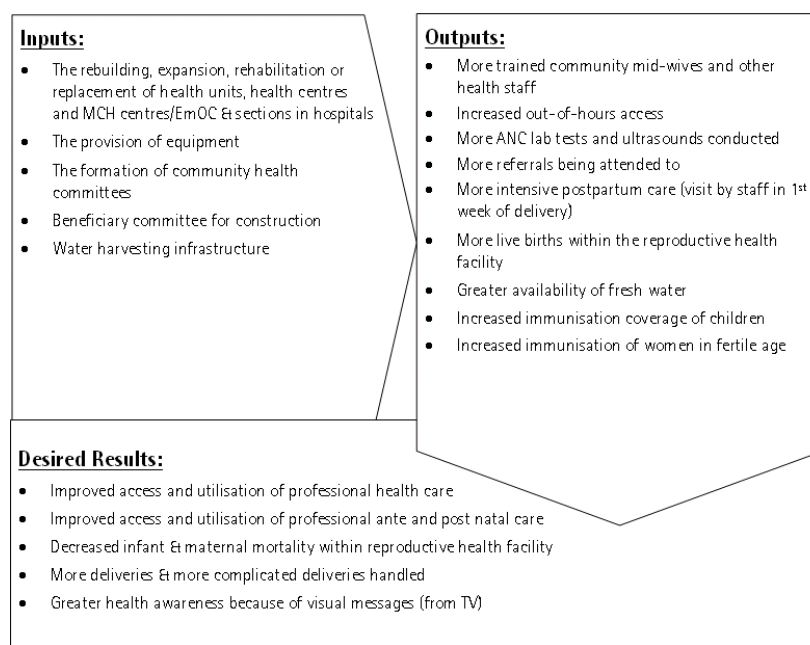 Inputs:
• The rebuilding, expansion, rehabilitation or
replacement of health units, health centres
and MCH centres/EmOC & sections in hospitals
• The provision of equipment
• The formation of community health
committees
• Beneficiary committee for construction
• Water harvesting infrastructure
Outputs:
• More trained community mid-wives and other
health staff
• Increased out-of-hours access
• More ANC lab tests and ultrasounds conducted
• More referrals being attended to
• More intensive postpartum care (visit by staff in 1st
week of delivery)
• More live births within the reproductive health
facility
• Greater availability of fresh water
• Increased immunisation coverage of children
• Increased immunisation of women in fertile age
Desired Results:
• Improved access and utilisation of professional health care
• Improved access and utilisation of professional ante and post natal care
• Decreased infant & maternal mortality within reproductive health facility
• More deliveries & more complicated deliveries handled
• Greater health awareness because of visual messages (from TV)